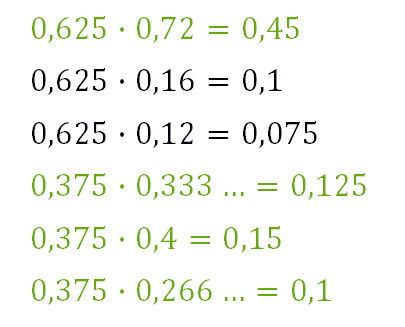 0,625 · 0,72 = 0,45
0,625 · 0,16 = 0,1
0,625 · 0,12 = 0,075
0,375 · 0,333 … = 0,125
0,375 · 0,4 = 0,15
0,375 · 0,266 … = 0,1